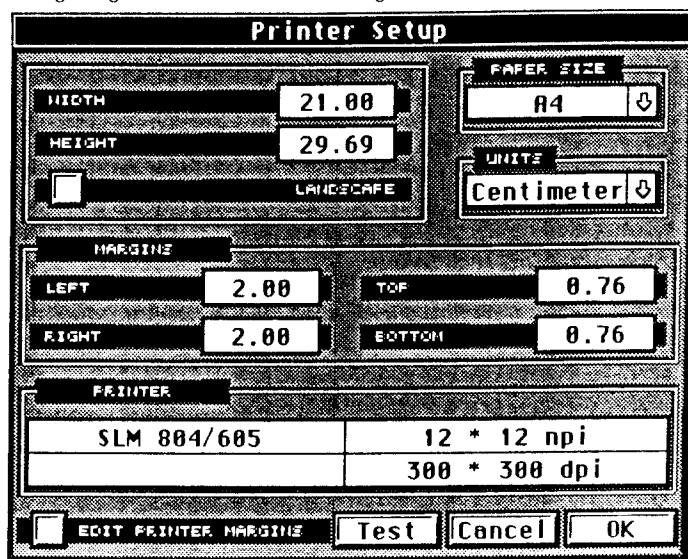 Printer Setup
PAPER SIZE
WIDTH 21.00
A4
HEIGHT 29.69
UNITS
LANDSCAPE
Centimeter
MARGINS
LEFT 2.00 TOP 0.76
RIGHT 2.00 BOTTOM 0.76
PRINTER
SLM 804/605 12 * 12 npi
300 * 300 dpi
EDIT PRINTER MARGINS Test Cancel OK